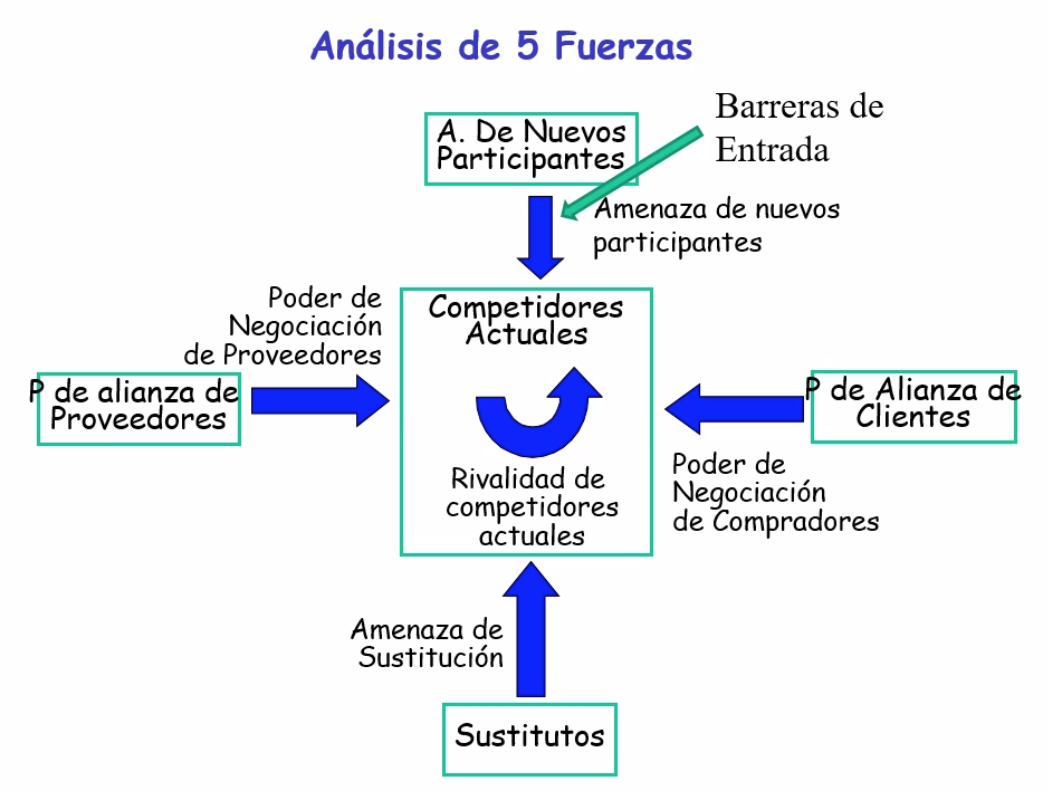 Análisis de 5 Fuerzas
Barreras de
Entrada
A. De Nuevos
Participantes
Amenaza de nuevos
participantes
Poder de
Negociación
de Proveedores
Competidores
Actuales
P de alianza de
Proveedores
P de Alianza de
Clientes
Rivalidad de
competidores
actuales
Poder de
Negociación
de Compradores
Amenaza de
Sustitución
Sustitutos